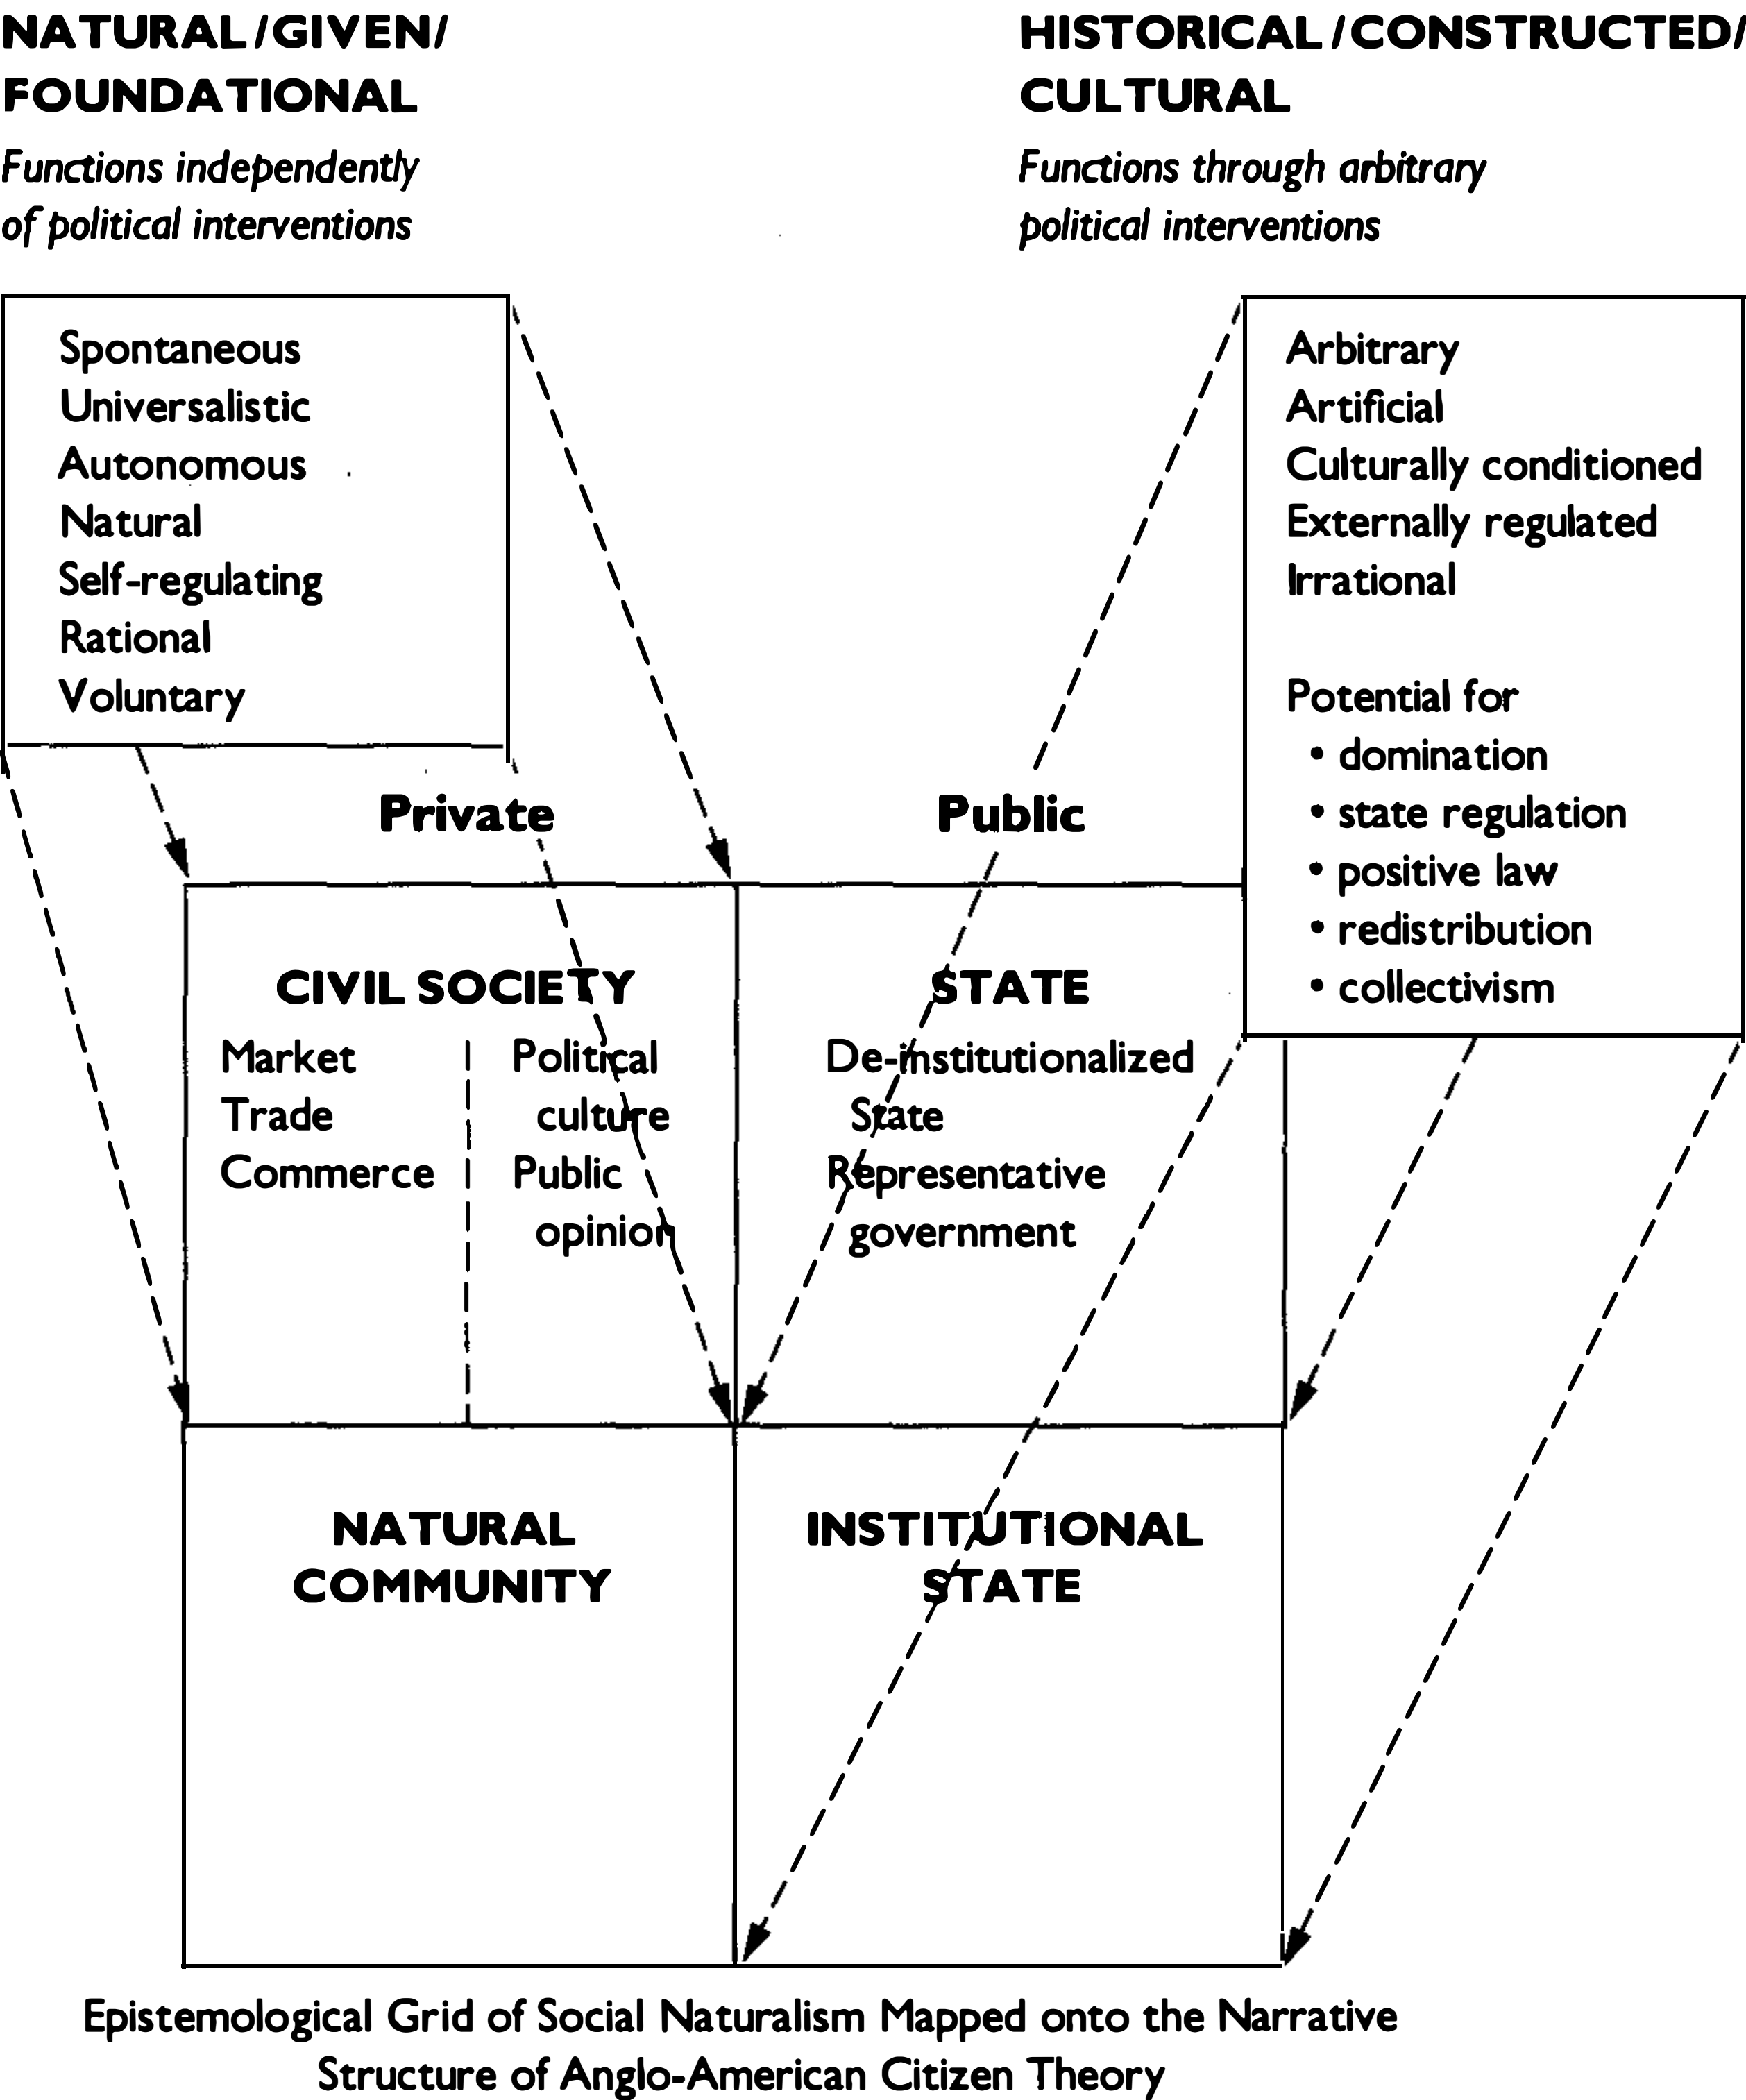 NATURAL/GIVEN/
FOUNDATIONAL
Functions independently
of political interventions
HISTORICAL/CONSTRUCTED/
CULTURAL
Functions through arbitrary
political interventions
Spontaneous
Universalistic
Autonomous
Natural
Self-regulating
Rational
Voluntary
Arbitrary
Artificial
Culturally conditioned
Externally regulated
Irrational
Potential for
• domination
• state regulation
• positive law
• redistribution
• collectivism
Private
Public
CIVIL SOCIETY
Market
Trade
Commerce
Political
culture
Public
opinion
STATE
De-institutionalized
State
Representative
government
NATURAL
COMMUNITY
INSTITUTIONAL
STATE
Epistemological Grid of Social Naturalism Mapped onto the Narrative
Structure of Anglo-American Citizen Theory